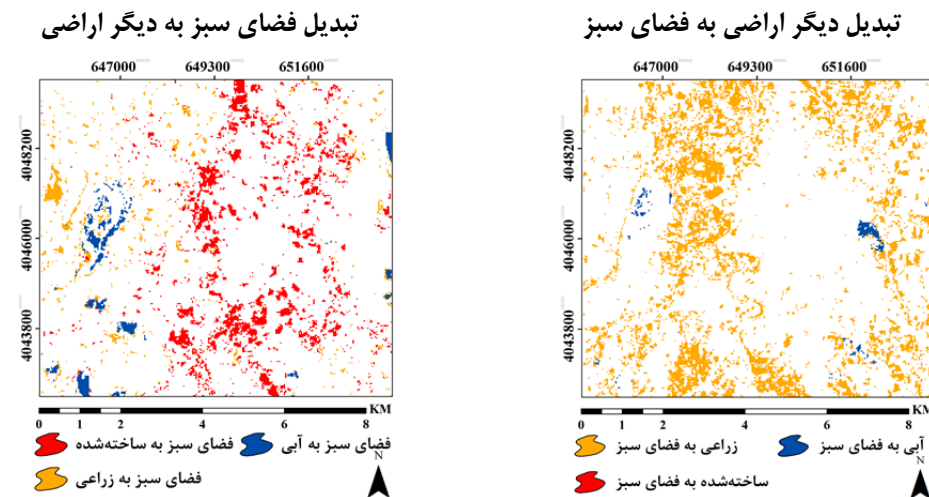 تبدیل دیگر اراضی به فضای سبز
تبدیل فضای سبز به دیگر اراضی
647000 649300 651600
4048200
4046000
4043800
0 1 2 4 6 8 KM
فضای سبز به ساخته‌شده
فضای سبز به آبی
فضای سبز به زراعی
N
647000 649300 651600
4048200
4046000
4043800
0 1 2 4 6 8 KM
زراعی به فضای سبز
آبی به فضای سبز
ساخته‌شده به فضای سبز
N